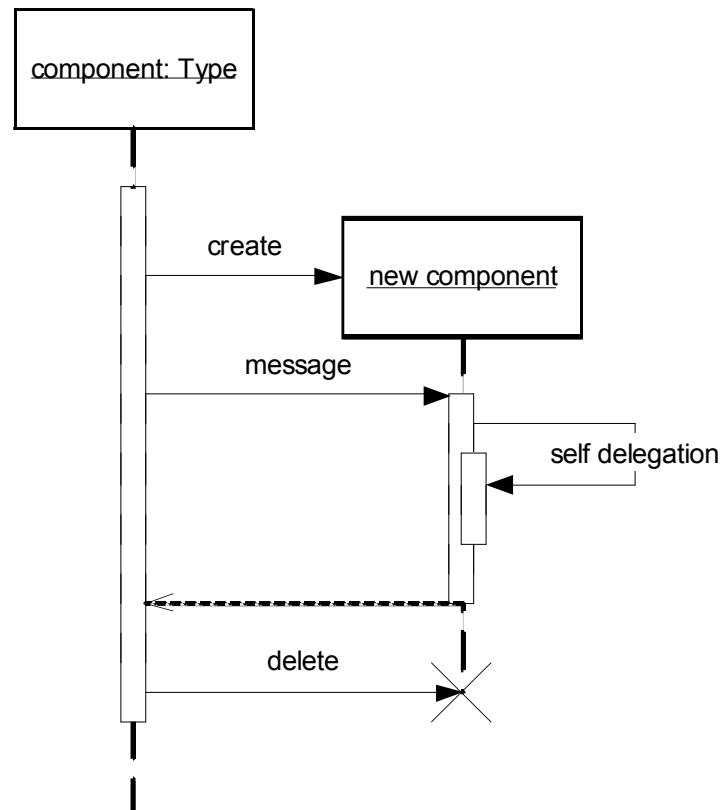 component: Type
create
new component
message
self delegation
delete